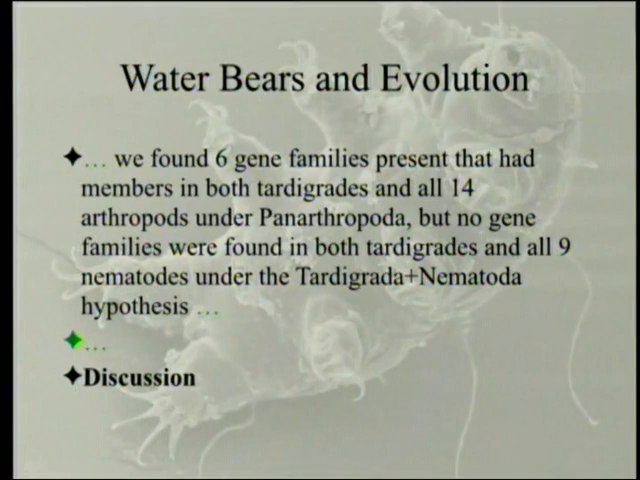 Water Bears and Evolution
… we found 6 gene families present that had
members in both tardigrades and all 14
arthropods under Panarthropoda, but no gene
families were found in both tardigrades and all 9
nematodes under the Tardigrada+Nematoda
hypothesis …
…
Discussion